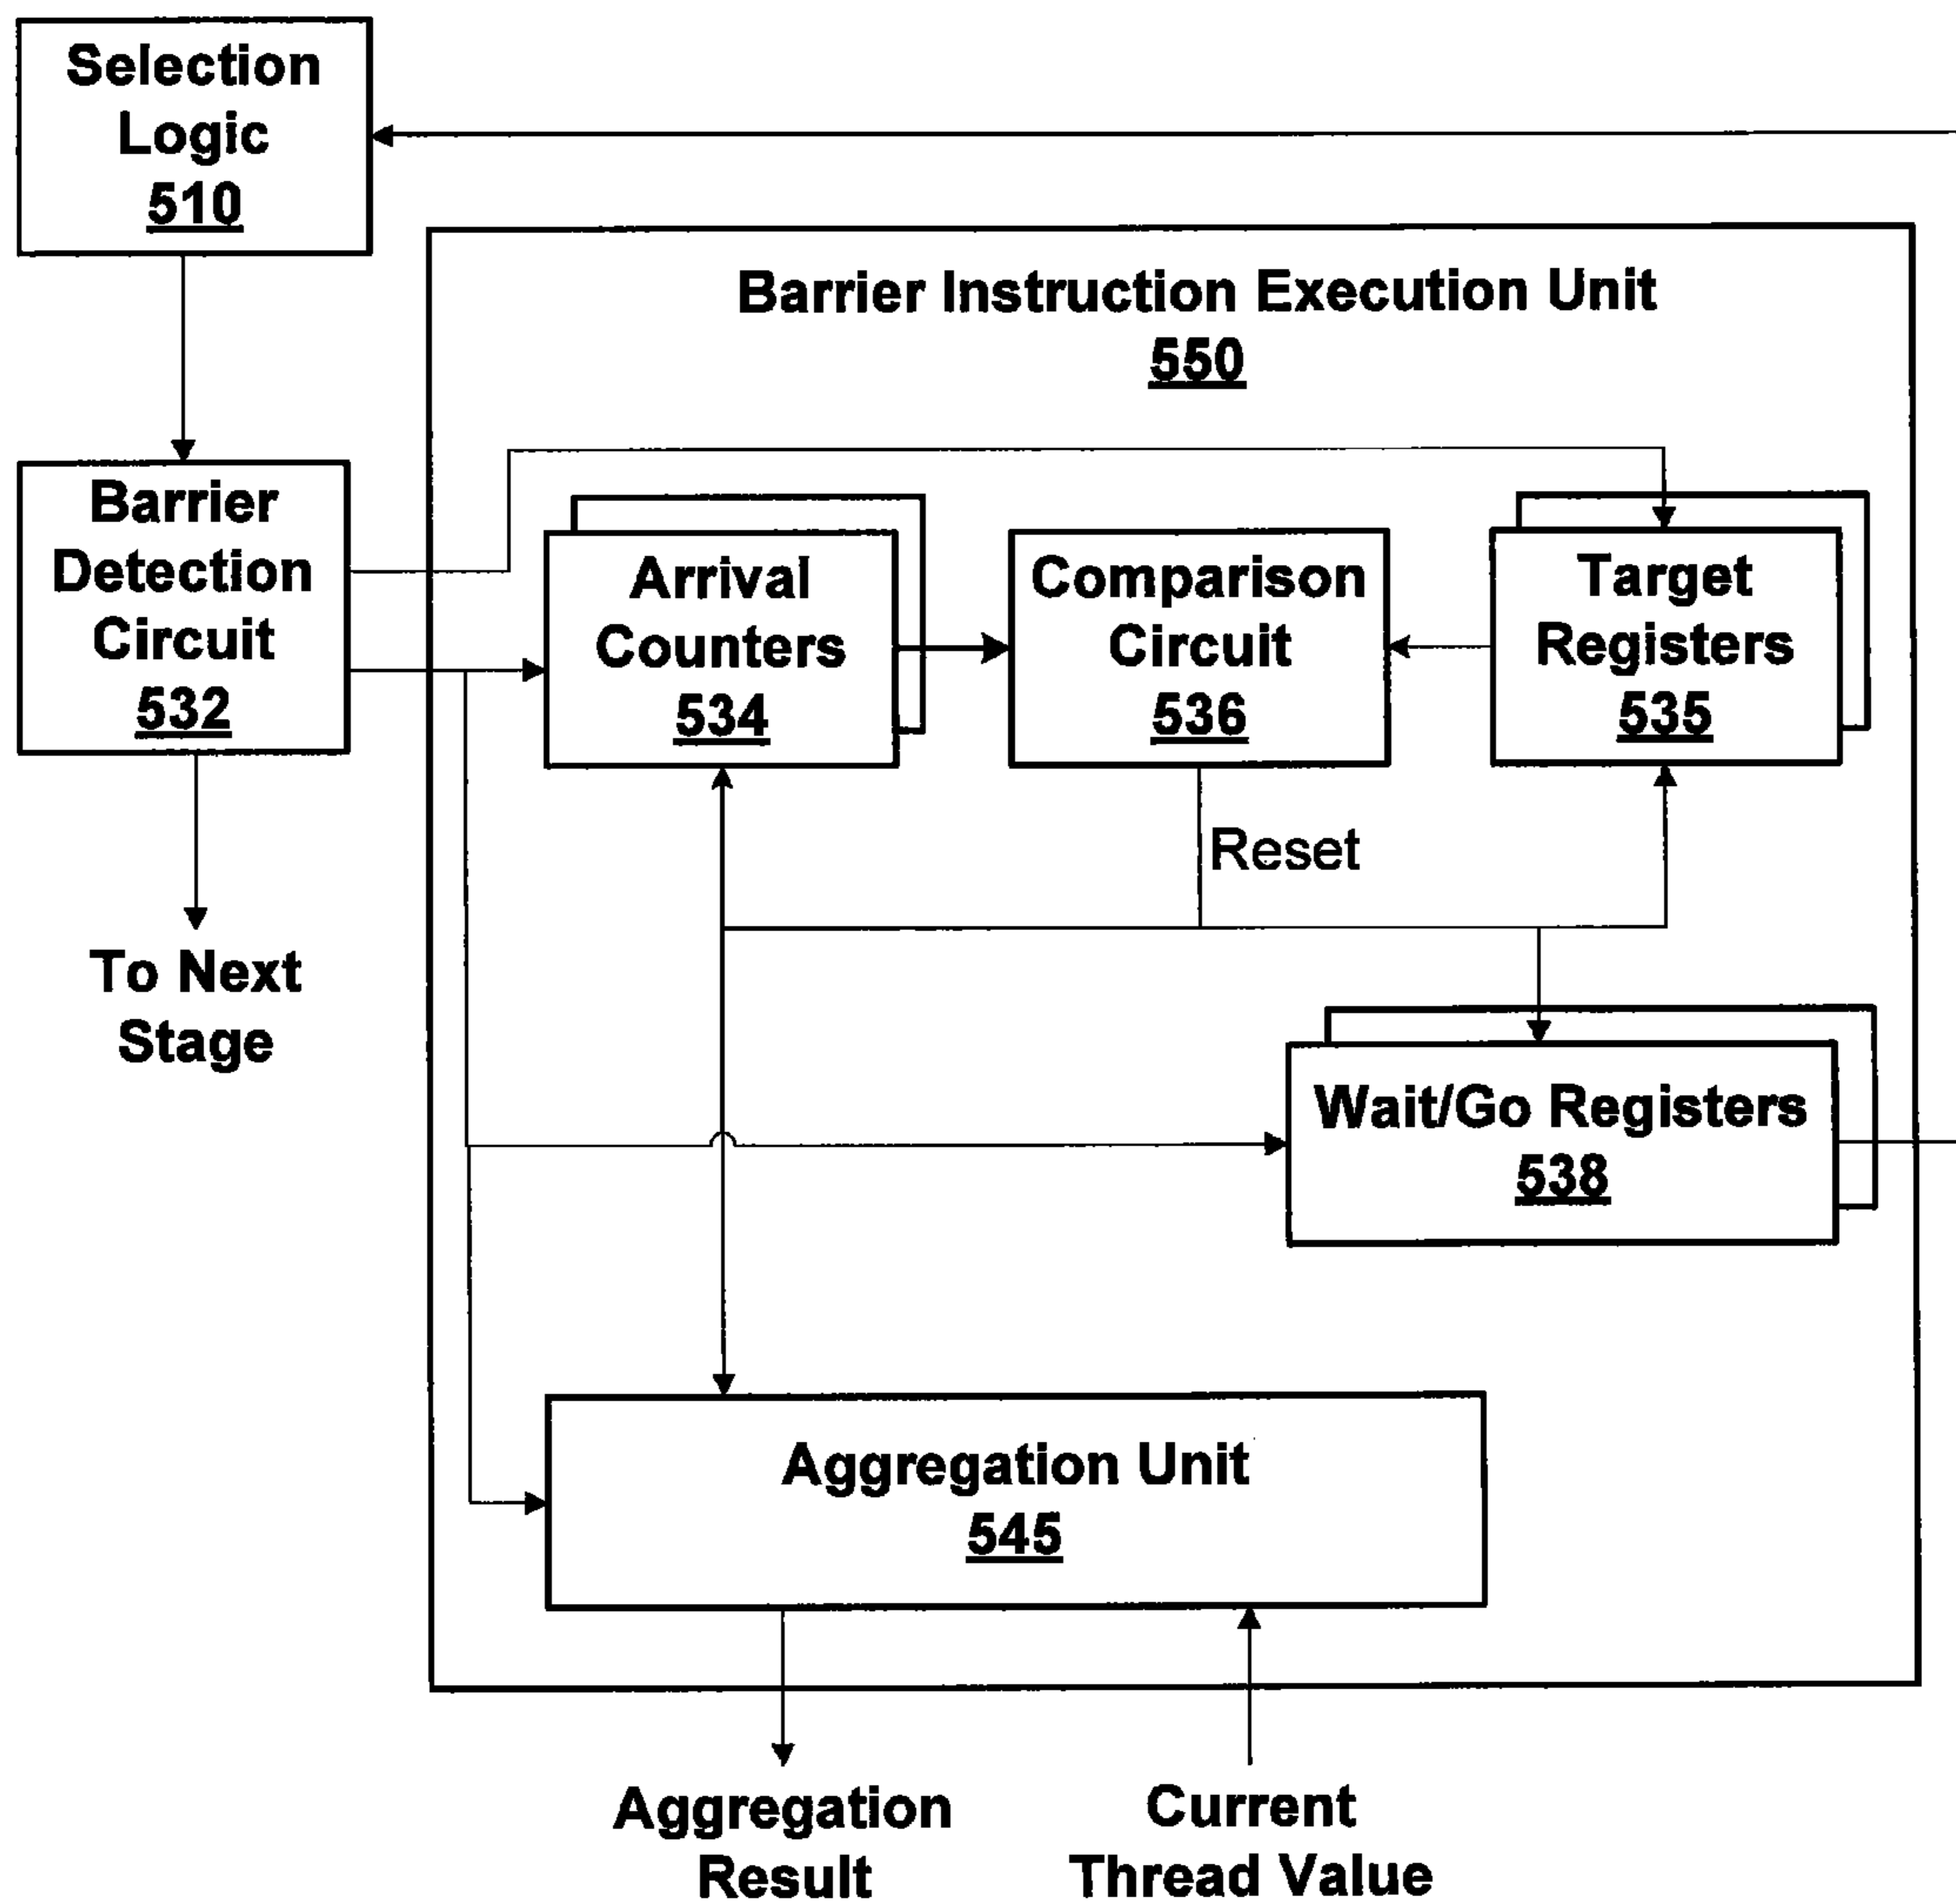 Selection
Logic
510
Barrier Instruction Execution Unit
550
Barrier
Detection
Circuit
532
Arrival
Counters
534
Comparison
Circuit
536
Target
Registers
535
Reset
To Next
Stage
Wait/Go Registers
538
Aggregation Unit
545
Aggregation
Result
Current
Thread Value